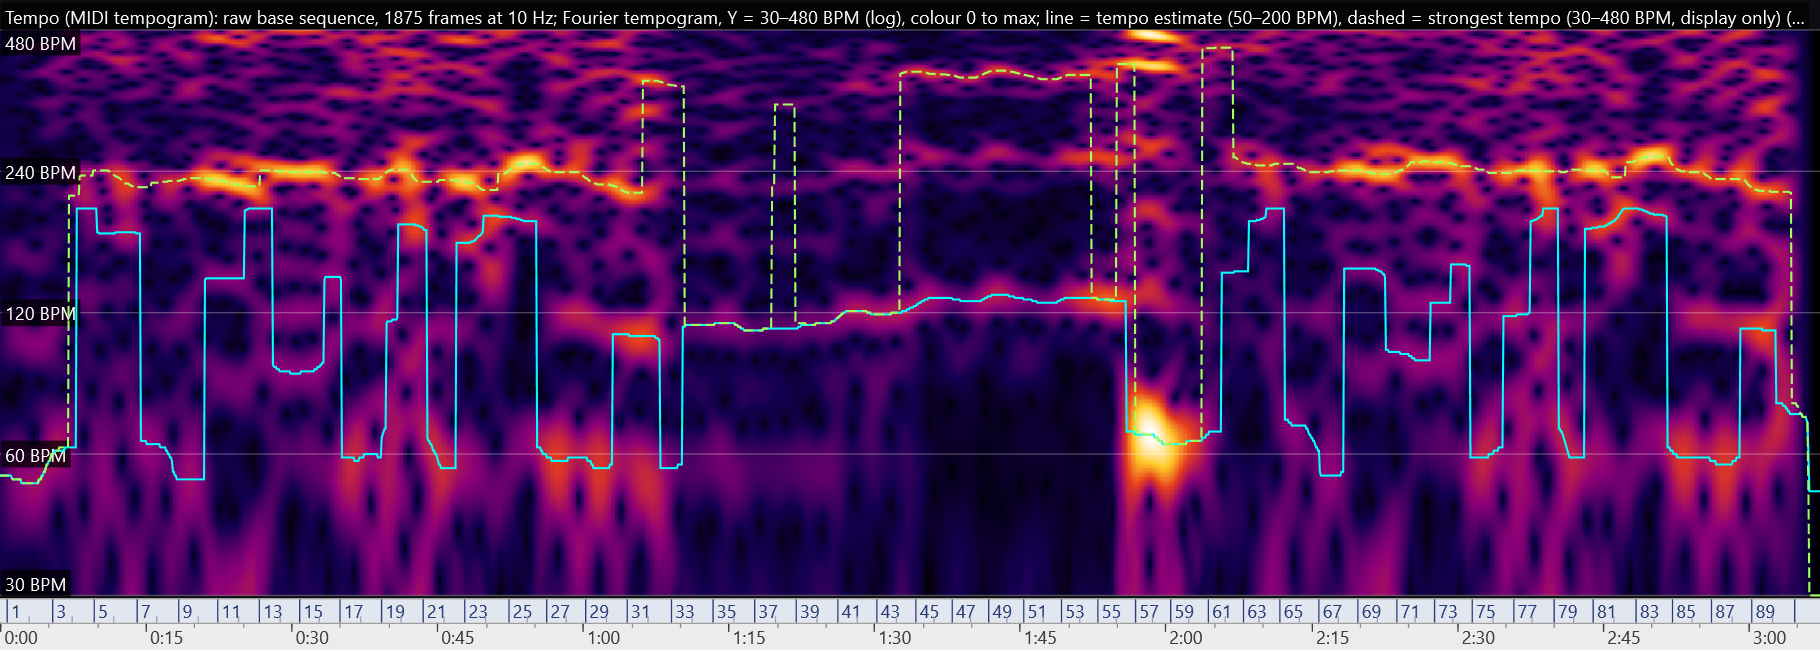 Tempo (MIDI tempogram): raw base sequence, 1875 frames at 10 Hz; Fourier tempogram, Y = 30–480 BPM (log), colour 0 to max; line = tempo estimate (50–200 BPM), dashed = strongest tempo (30–480 BPM, display only) (...
480 BPM
240 BPM
120 BPM
60 BPM
30 BPM
1 3 5 7 9 11 13 15 17 19 21 23 25 27 29 31 33 35 37 39 41 43 45 47 49 51 53 55 57 59 61 63 65 67 69 71 73 75 77 79 81 83 85 87 89
0:00 0:15 0:30 0:45 1:00 1:15 1:30 1:45 2:00 2:15 2:30 2:45 3:00